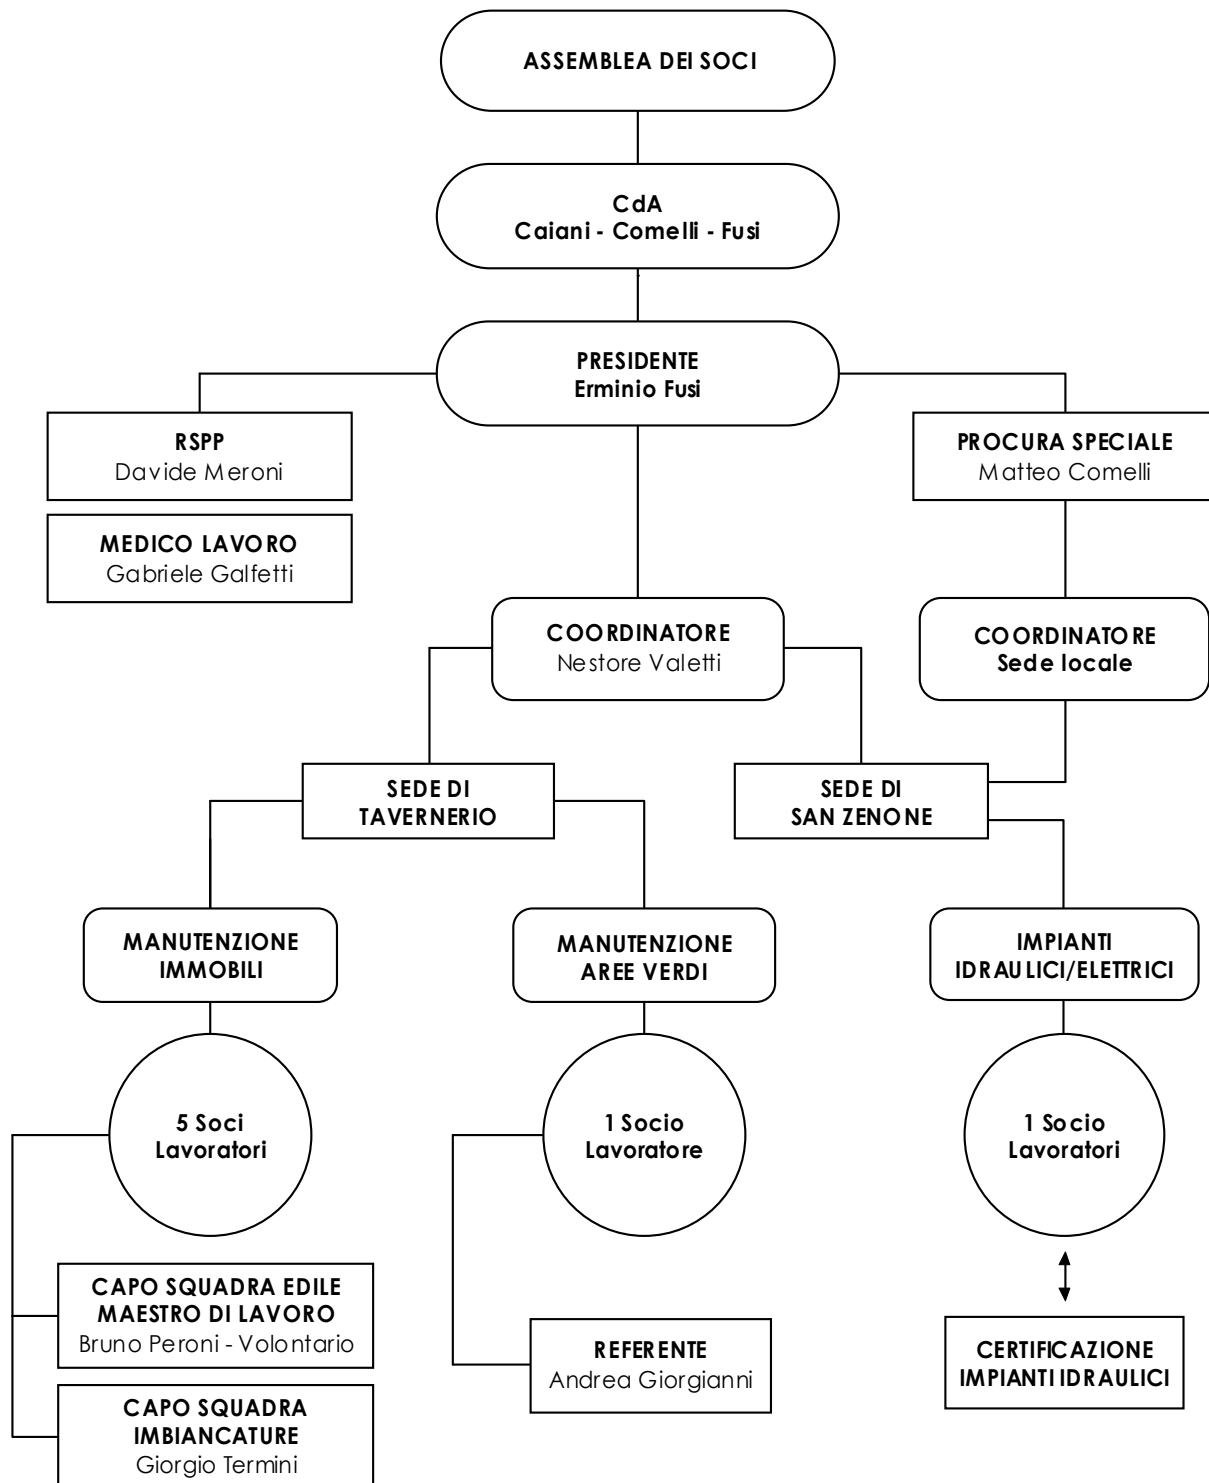 ASSEMBLEA DEI SOCI
CdA
Caiani - Comelli - Fusi
PRESIDENTE
Erminio Fusi
RSPP
Davide Meroni
PROCURA SPECIALE
Matteo Comelli
MEDICO LAVORO
Gabriele Galfetti
COORDINATORE
Nestore Valetti
COORDINATORE
Sede locale
SEDE DI
TAVERNERIO
SEDE DI
SAN ZENONE
MANUTENZIONE
IMMOBILI
MANUTENZIONE
AREE VERDI
IMPIANTI
IDRAULICI/ELETTRICI
5 Soci
Lavoratori
1 Socio
Lavoratore
1 Socio
Lavoratori
CAPO SQUADRA EDILE
MAESTRO DI LAVORO
Bruno Peroni - Volontario
REFERENTE
Andrea Giorgianni
CERTIFICAZIONE
IMPIANTI IDRAULICI
CAPO SQUADRA
IMBIANCATURE
Giorgio Termini